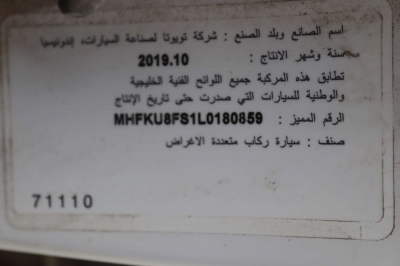 اسم الصانع وبلد الصنع : شركة تويوتا لصناعة السيارات، إندونيسيا
سنة وشهر الانتاج : 2019.10
تطابق هذه المركبة جميع اللوائح الفنية الخليجية
والوطنية للسيارات التي صدرت حتى تاريخ الإنتاج
الرقم المميز : MHFKU8FS1L0180859
صنف : سيارة ركاب متعددة الاغراض
71110